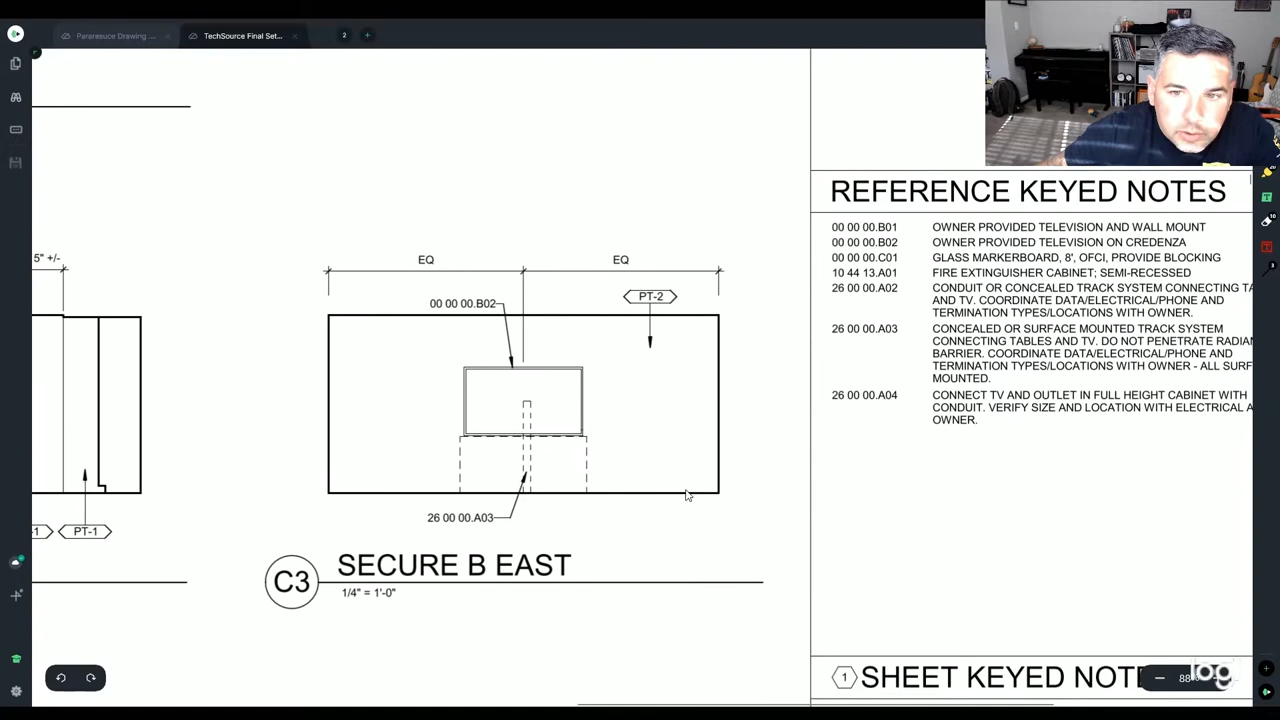 Pararesuce Drawing ...
TechSource Final Set...
2
5" +/-
EQ
EQ
00 00 00.B02
PT-2
26 00 00.A03
-1
PT-1
C3
SECURE B EAST
1/4" = 1'-0"
REFERENCE KEYED NOTES
00 00 00.B01 OWNER PROVIDED TELEVISION AND WALL MOUNT
00 00 00.B02 OWNER PROVIDED TELEVISION ON CREDENZA
00 00 00.C01 GLASS MARKERBOARD, 8', OFCI, PROVIDE BLOCKING
10 44 13.A01 FIRE EXTINGUISHER CABINET; SEMI-RECESSED
26 00 00.A02 CONDUIT OR CONCEALED TRACK SYSTEM CONNECTING TA
AND TV. COORDINATE DATA/ELECTRICAL/PHONE AND
TERMINATION TYPES/LOCATIONS WITH OWNER.
26 00 00.A03 CONCEALED OR SURFACE MOUNTED TRACK SYSTEM
CONNECTING TABLES AND TV. DO NOT PENETRATE RADIAN
BARRIER. COORDINATE DATA/ELECTRICAL/PHONE AND
TERMINATION TYPES/LOCATIONS WITH OWNER - ALL SURF
MOUNTED.
26 00 00.A04 CONNECT TV AND OUTLET IN FULL HEIGHT CABINET WITH
CONDUIT. VERIFY SIZE AND LOCATION WITH ELECTRICAL A
OWNER.
1 SHEET KEYED NOTE
88
log